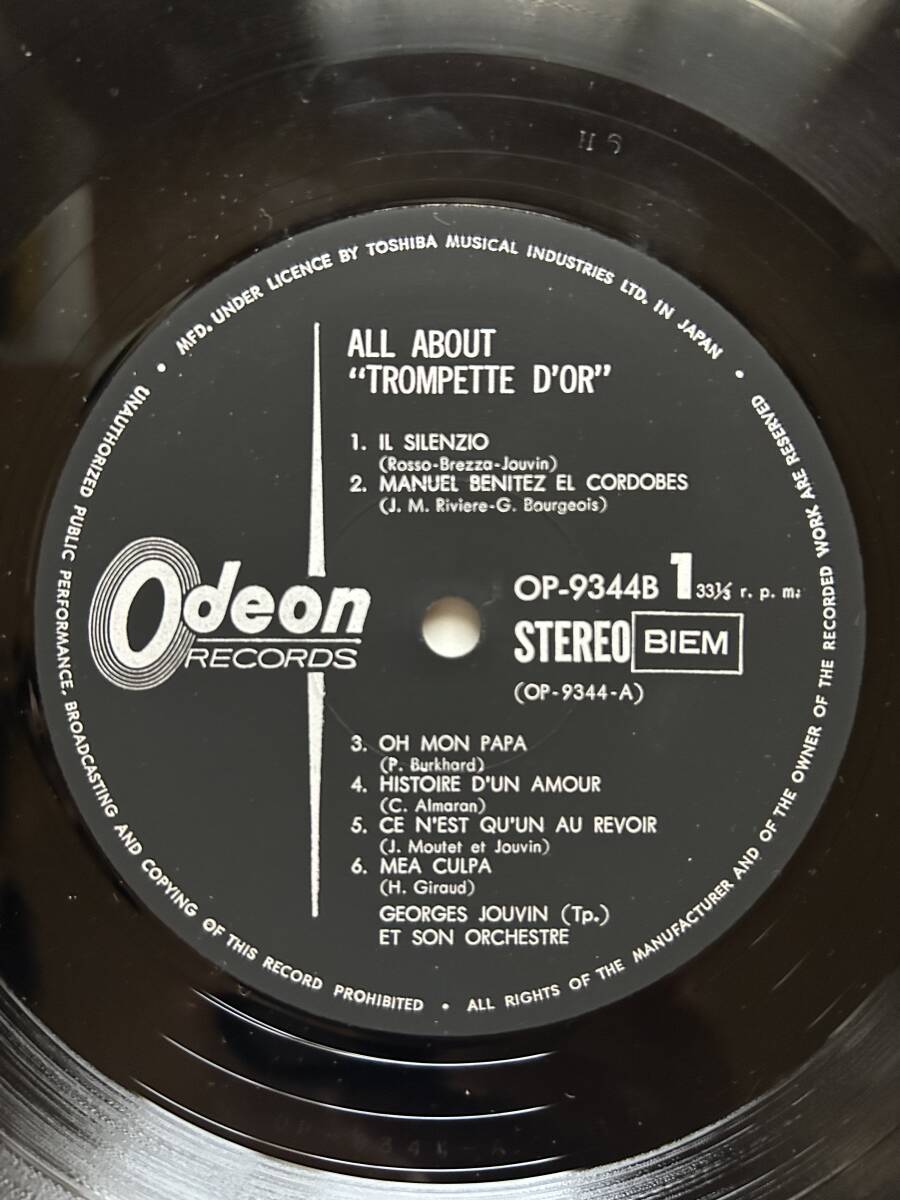 MFD. UNDER LICENCE BY TOSHIBA MUSICAL INDUSTRIES LTD. IN JAPAN
ALL ABOUT
“TROMPETTE D'OR”
1. IL SILENZIO
(Rosso-Brezza-Jouvin)
2. MANUEL BENITEZ EL CORDOBES
(J. M. Riviere-G. Bourgeois)
Odeon
RECORDS
OP-9344B 1 33⅓ r. p. m.
STEREO BIEM
(OP-9344-A)
3. OH MON PAPA
(P. Burkhard)
4. HISTOIRE D'UN AMOUR
(C. Almaran)
5. CE N'EST QU'UN AU REVOIR
(J. Moutet et Jouvin)
6. MEA CULPA
(H. Giraud)
GEORGES JOUVIN (Tp.)
ET SON ORCHESTRE
UNAUTHORIZED PUBLIC PERFORMANCE, BROADCASTING AND COPYING OF THIS RECORD PROHIBITED • ALL RIGHTS OF THE MANUFACTURER AND OF THE OWNER OF THE RECORDED WORK ARE RESERVED